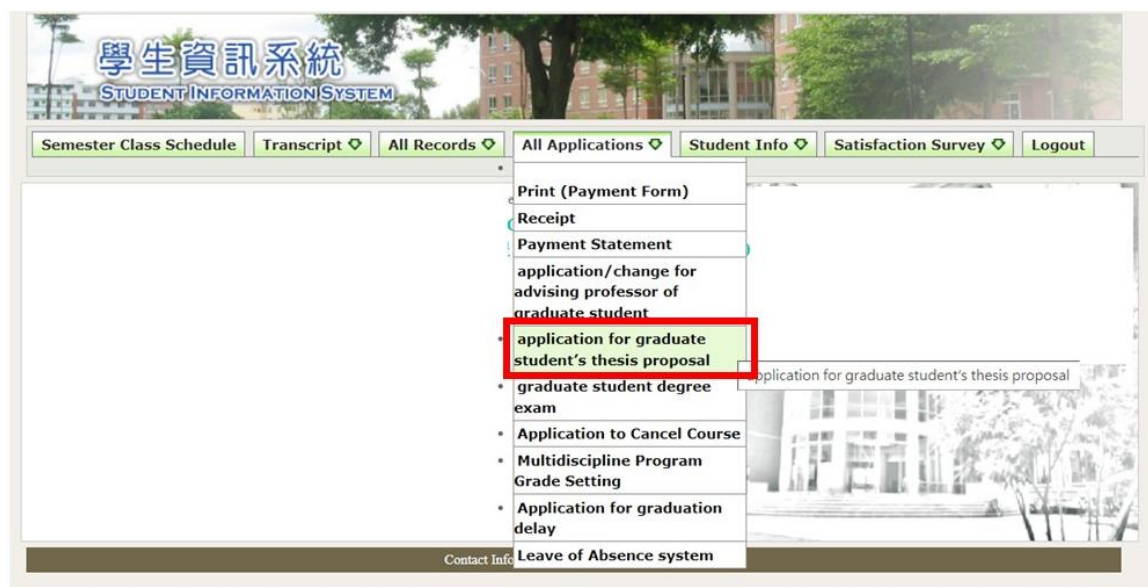 學生資訊系統
STUDENT INFORMATION SYSTEM
Semester Class Schedule Transcript All Records All Applications Student Info Satisfaction Survey Logout
Print (Payment Form)
Receipt
Payment Statement
application/change for
advising professor of
graduate student
application for graduate
student's thesis proposal
application for graduate student's thesis proposal
graduate student degree
exam
Application to Cancel Course
Multidiscipline Program
Grade Setting
Application for graduation
delay
Leave of Absence system
Contact